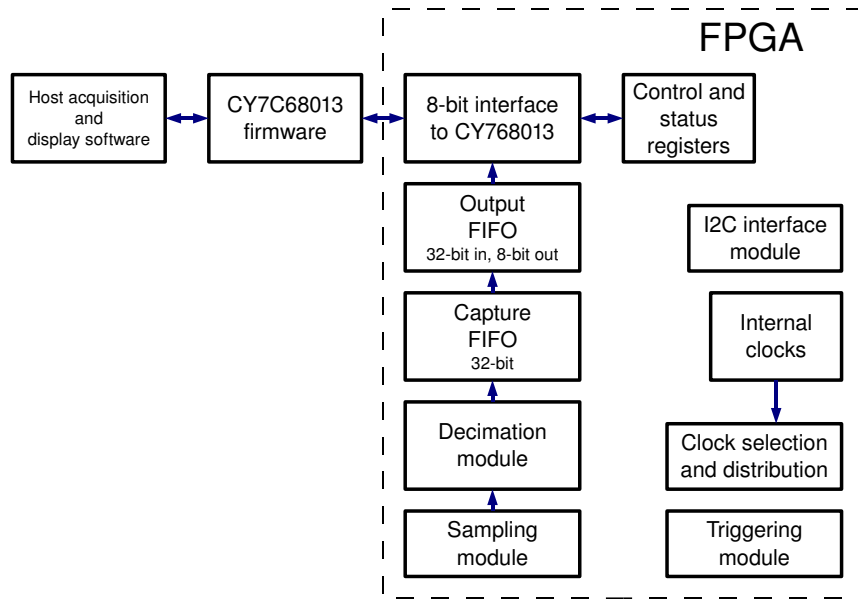 FPGA
Host acquisition
and
display software
CY7C68013
firmware
8-bit interface
to CY768013
Control and
status
registers
Output
FIFO
32-bit in, 8-bit out
I2C interface
module
Capture
FIFO
32-bit
Internal
clocks
Decimation
module
Clock selection
and distribution
Sampling
module
Triggering
module